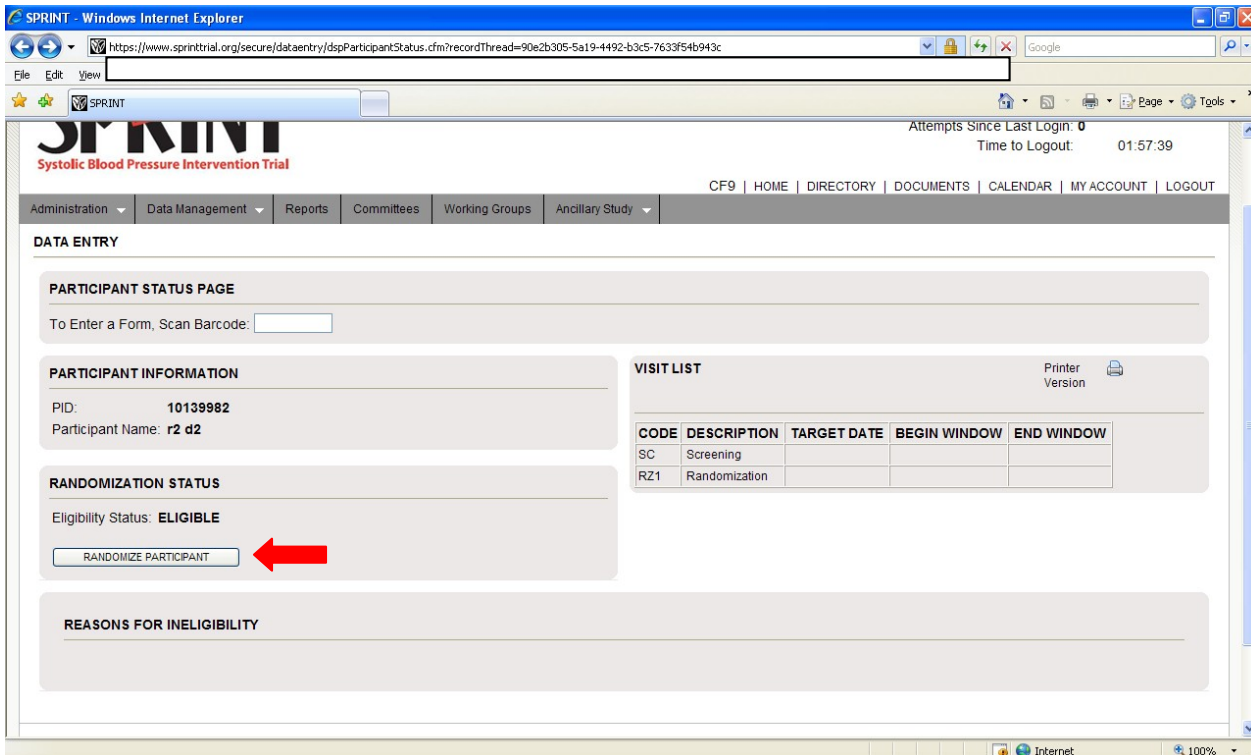 SPRINT - Windows Internet Explorer
https://www.sprinttrial.org/secure/dataentry/dspParticipantStatus.cfm?recordThread=90e2b305-5a19-4492-b3c5-7633f54b943c
Google
File Edit View
SPRINT
Page Tools
SPRINT
Systolic Blood Pressure Intervention Trial
Attempts Since Last Login: 0
Time to Logout: 01:57:39
CF9 | HOME | DIRECTORY | DOCUMENTS | CALENDAR | MY ACCOUNT | LOGOUT
Administration Data Management Reports Committees Working Groups Ancillary Study
DATA ENTRY
PARTICIPANT STATUS PAGE
To Enter a Form, Scan Barcode:
PARTICIPANT INFORMATION
PID: 10139982
Participant Name: r2 d2
RANDOMIZATION STATUS
Eligibility Status: ELIGIBLE
RANDOMIZE PARTICIPANT
VISIT LIST
Printer
Version
CODE DESCRIPTION TARGET DATE BEGIN WINDOW END WINDOW
SC Screening
RZ1 Randomization
REASONS FOR INELIGIBILITY
Internet 100%